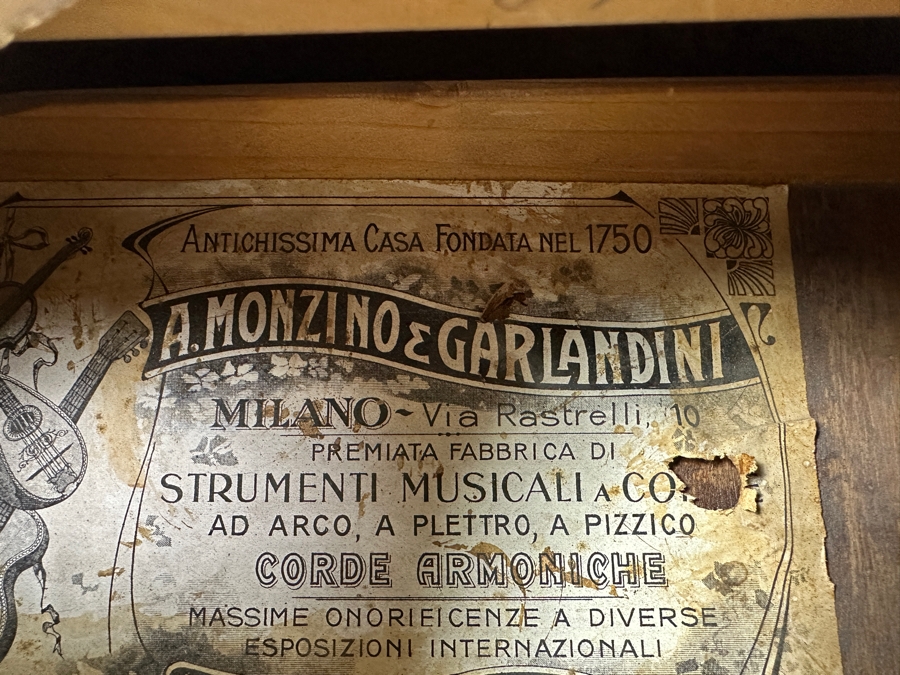 Antichissima Casa Fondata nel 1750
A. MONZINO E GARLANDINI
MILANO ~ Via Rastrelli, 10
PREMIATA FABBRICA DI
STRUMENTI MUSICALI A
AD ARCO, A PLETTRO, A PIZZICO
CORDE ARMONICHE
MASSIME ONORIFICENZE A DIVERSE
ESPOSIZIONI INTERNAZIONALI